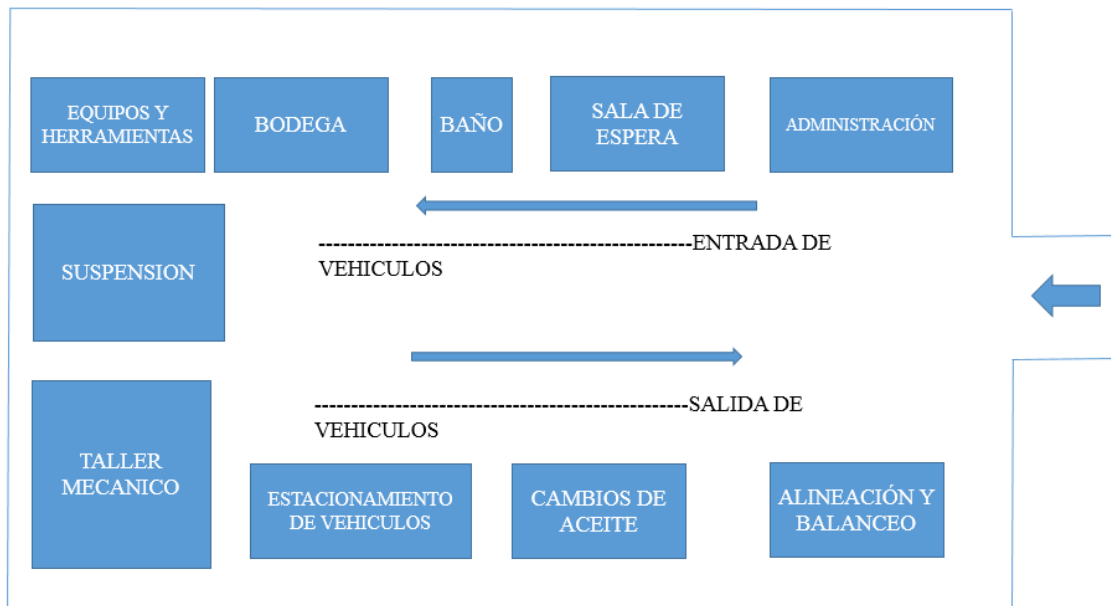 EQUIPOS Y
HERRAMIENTAS
BODEGA
BAÑO
SALA DE
ESPERA
ADMINISTRACIÓN
SUSPENSION
-------------------------------------------------ENTRADA DE
VEHICULOS
-------------------------------------------------SALIDA DE
VEHICULOS
TALLER
MECANICO
ESTACIONAMIENTO
DE VEHICULOS
CAMBIOS DE
ACEITE
ALINEACIÓN Y
BALANCEO